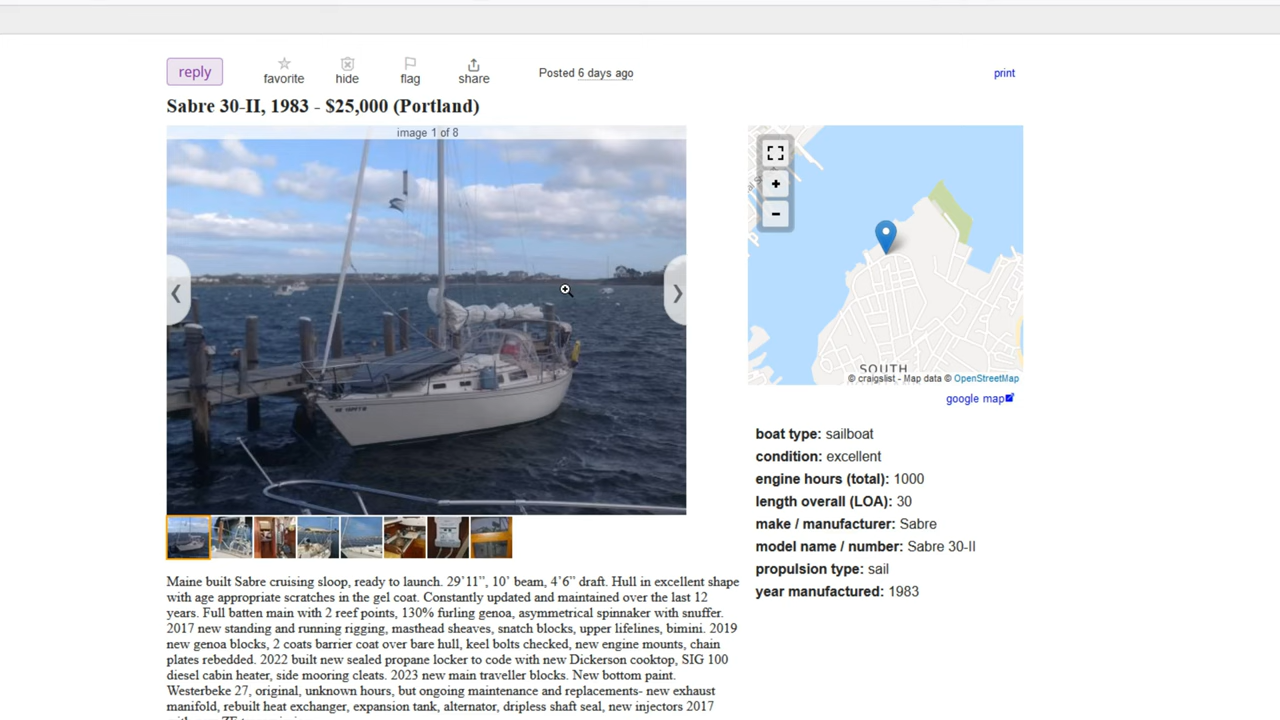 reply
favorite
hide
flag
share
Posted 6 days ago
print
Sabre 30-II, 1983 - $25,000 (Portland)
image 1 of 8
SOUTH
© craigslist - Map data © OpenStreetMap
google map
boat type: sailboat
condition: excellent
engine hours (total): 1000
length overall (LOA): 30
make / manufacturer: Sabre
model name / number: Sabre 30-II
propulsion type: sail
year manufactured: 1983
Maine built Sabre cruising sloop, ready to launch. 29’11”, 10’ beam, 4’6” draft. Hull in excellent shape
with age appropriate scratches in the gel coat. Constantly updated and maintained over the last 12
years. Full batten main with 2 reef points, 130% furling genoa, asymmetrical spinnaker with snuffer.
2017 new standing and running rigging, masthead sheaves, snatch blocks, upper lifelines, bimini. 2019
new genoa blocks, 2 coats barrier coat over bare hull, keel bolts checked, new engine mounts, chain
plates rebedded. 2022 built new sealed propane locker to code with new Dickerson cooktop, SIG 100
diesel cabin heater, side mooring cleats. 2023 new main traveller blocks. New bottom paint.
Westerbeke 27, original, unknown hours, but ongoing maintenance and replacements- new exhaust
manifold, rebuilt heat exchanger, expansion tank, alternator, dripless shaft seal, new injectors 2017